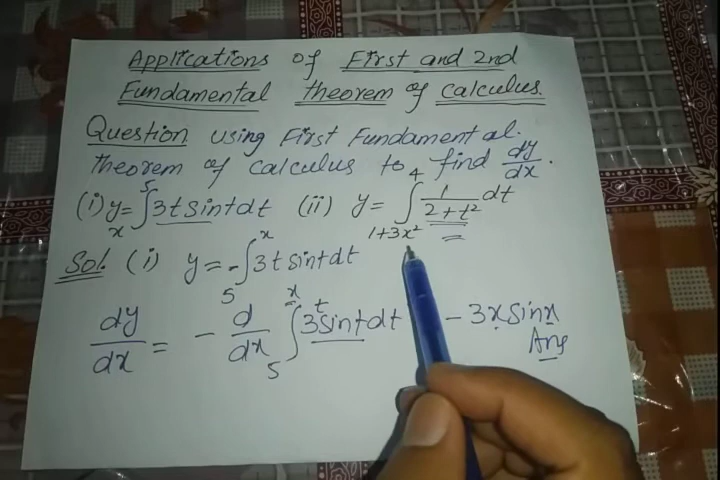 Applications of First and 2nd
Fundamental theorem of calculus.
Question using First Fundamental.
theorem of calculus to find dy/dx.
(i) y = ∫_x^5 3t sint dt (ii) y = ∫_{1+3x²}^4 1/(2+t²) dt
Sol. (i) y = -∫_5^x 3t sint dt
dy/dx = - d/dx ∫_5^x 3t sint dt - 3x sinx
Ans